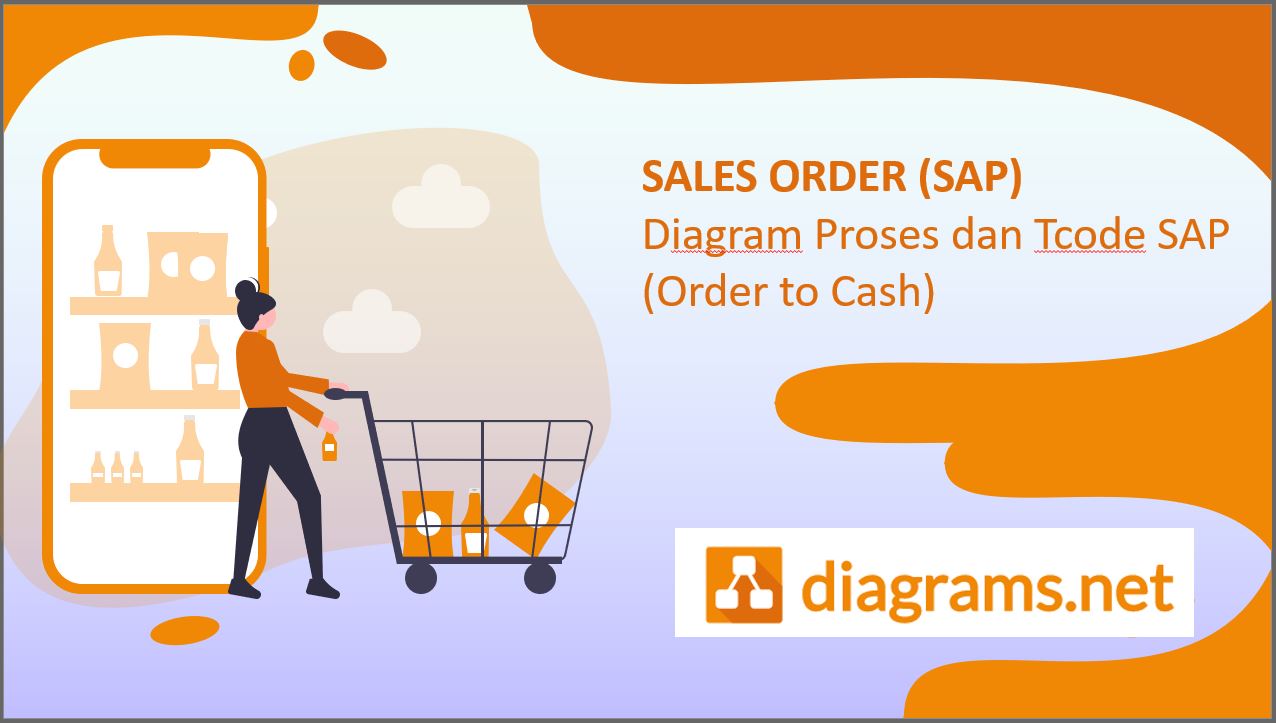 SALES ORDER (SAP)
Diagram Proses dan Tcode SAP
(Order to Cash)
diagrams.net